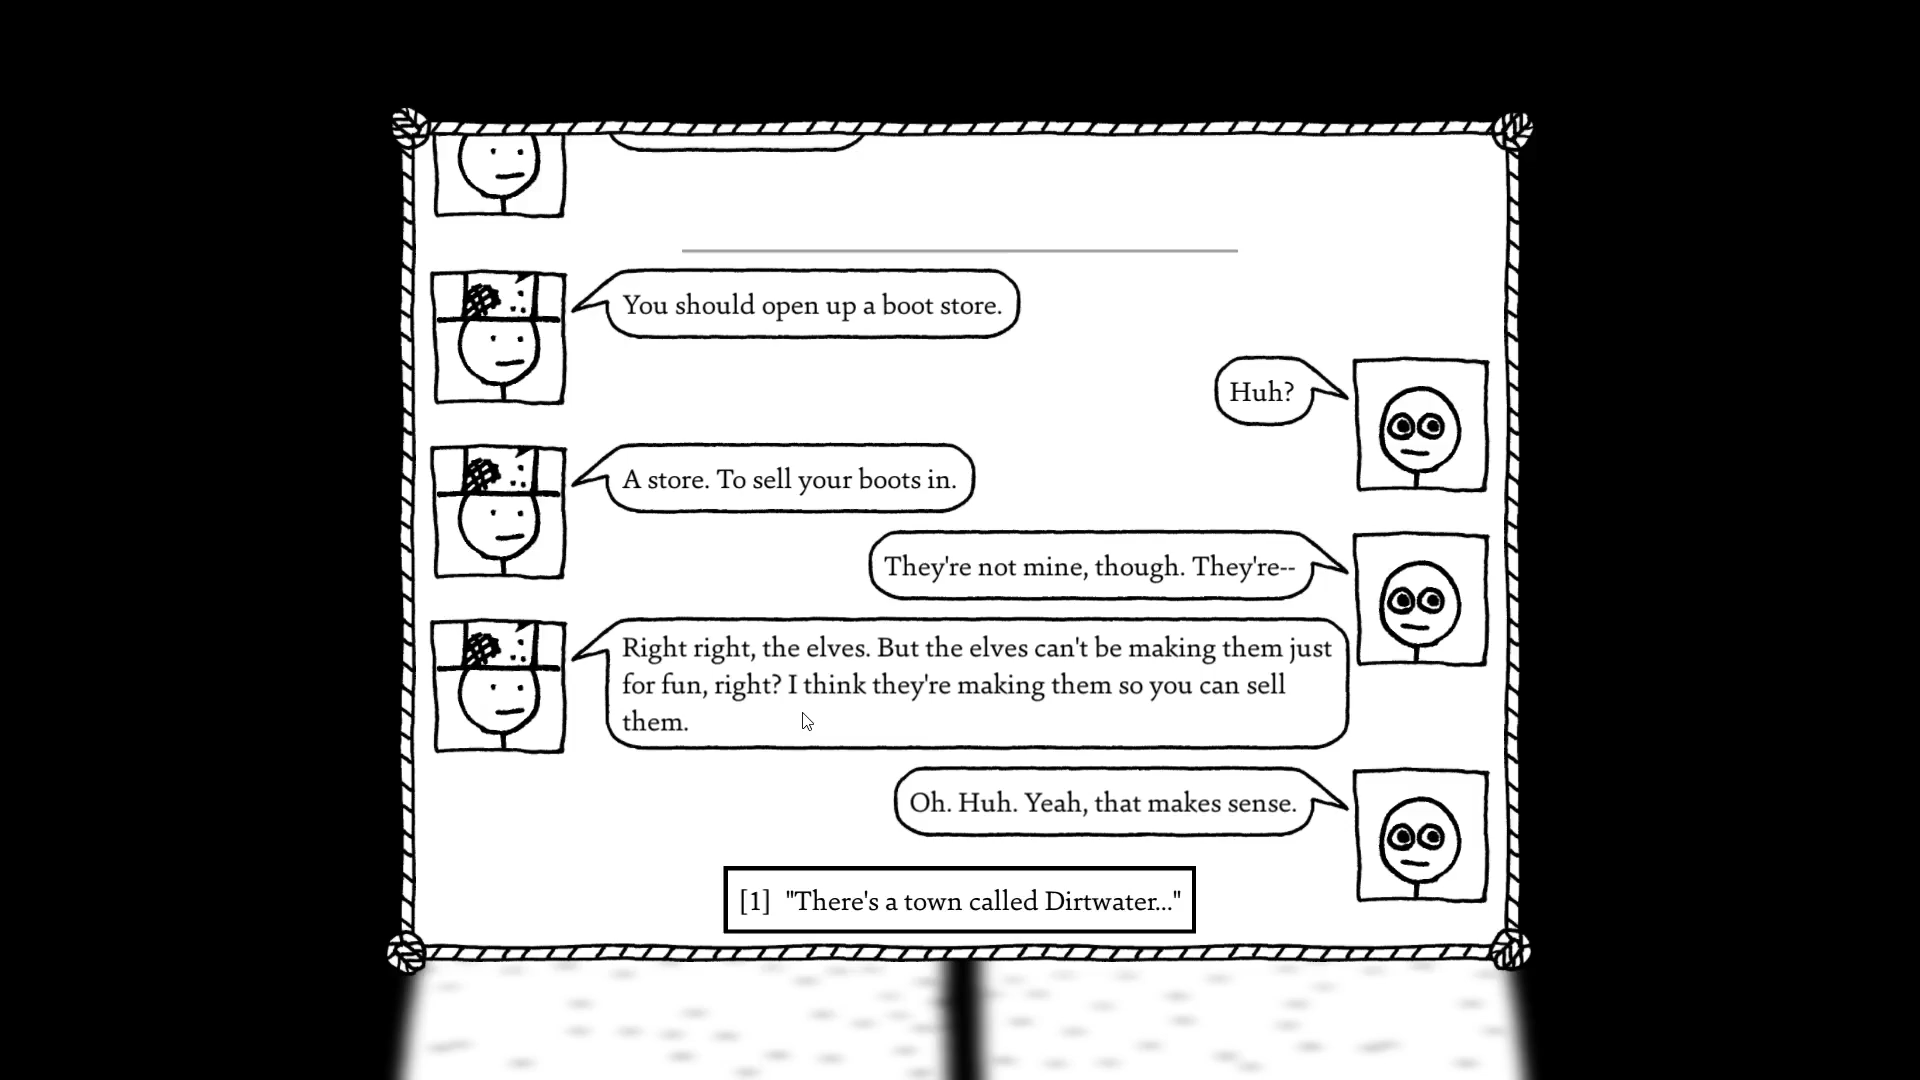 You should open up a boot store.
Huh?
A store. To sell your boots in.
They're not mine, though. They're--
Right right, the elves. But the elves can't be making them just
for fun, right? I think they're making them so you can sell
them.
Oh. Huh. Yeah, that makes sense.
[1] "There's a town called Dirtwater..."